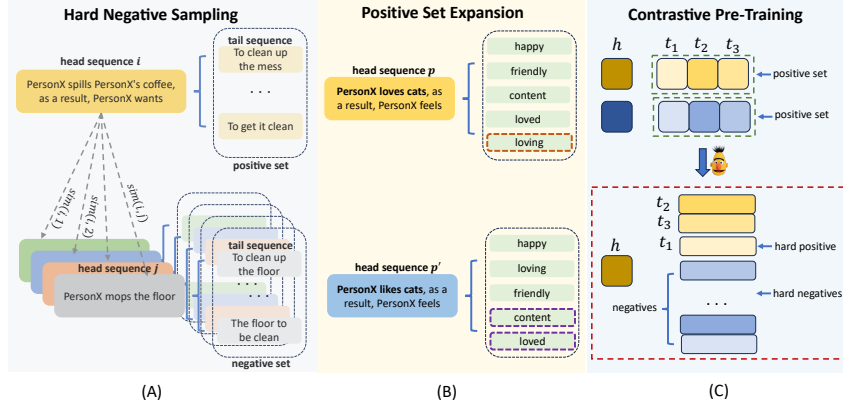 Hard Negative Sampling
head sequence i
PersonX spills PersonX's coffee,
as a result, PersonX wants
tail sequence
To clean up
the mess
. . .
To get it clean
positive set
sim(i,1)
sim(i,2)
sim(i,j)
head sequence j
PersonX mops the floor
tail sequence
To clean up
the floor
. . .
The floor to
be clean
negative set
(A)
Positive Set Expansion
head sequence p
PersonX loves cats, as a
result, PersonX feels
happy
friendly
content
loved
loving
head sequence p'
PersonX likes cats, as a
result, PersonX feels
happy
loving
friendly
content
loved
(B)
Contrastive Pre-Training
h
t1 t2 t3
positive set
positive set
t2
t3
t1
h
hard positive
hard negatives
negatives
. . .
(C)